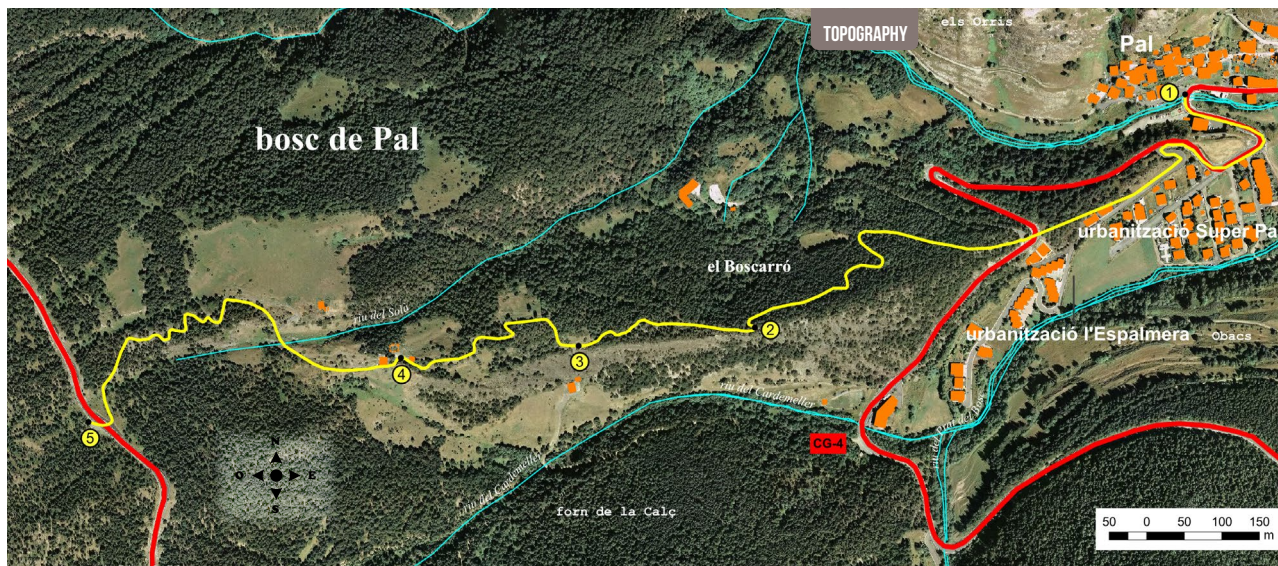 els Orris
TOPOGRAPHY
Pal
1
bosc de Pal
urbanització Super Pa
el Boscarró
riu del Solà
2
urbanització l'Espalmera
Obacs
3
4
riu del Cardemeller
5
CG-4
N
O E
S
riu del Cardemeller
forn de la Calç
50 0 50 100 150
m